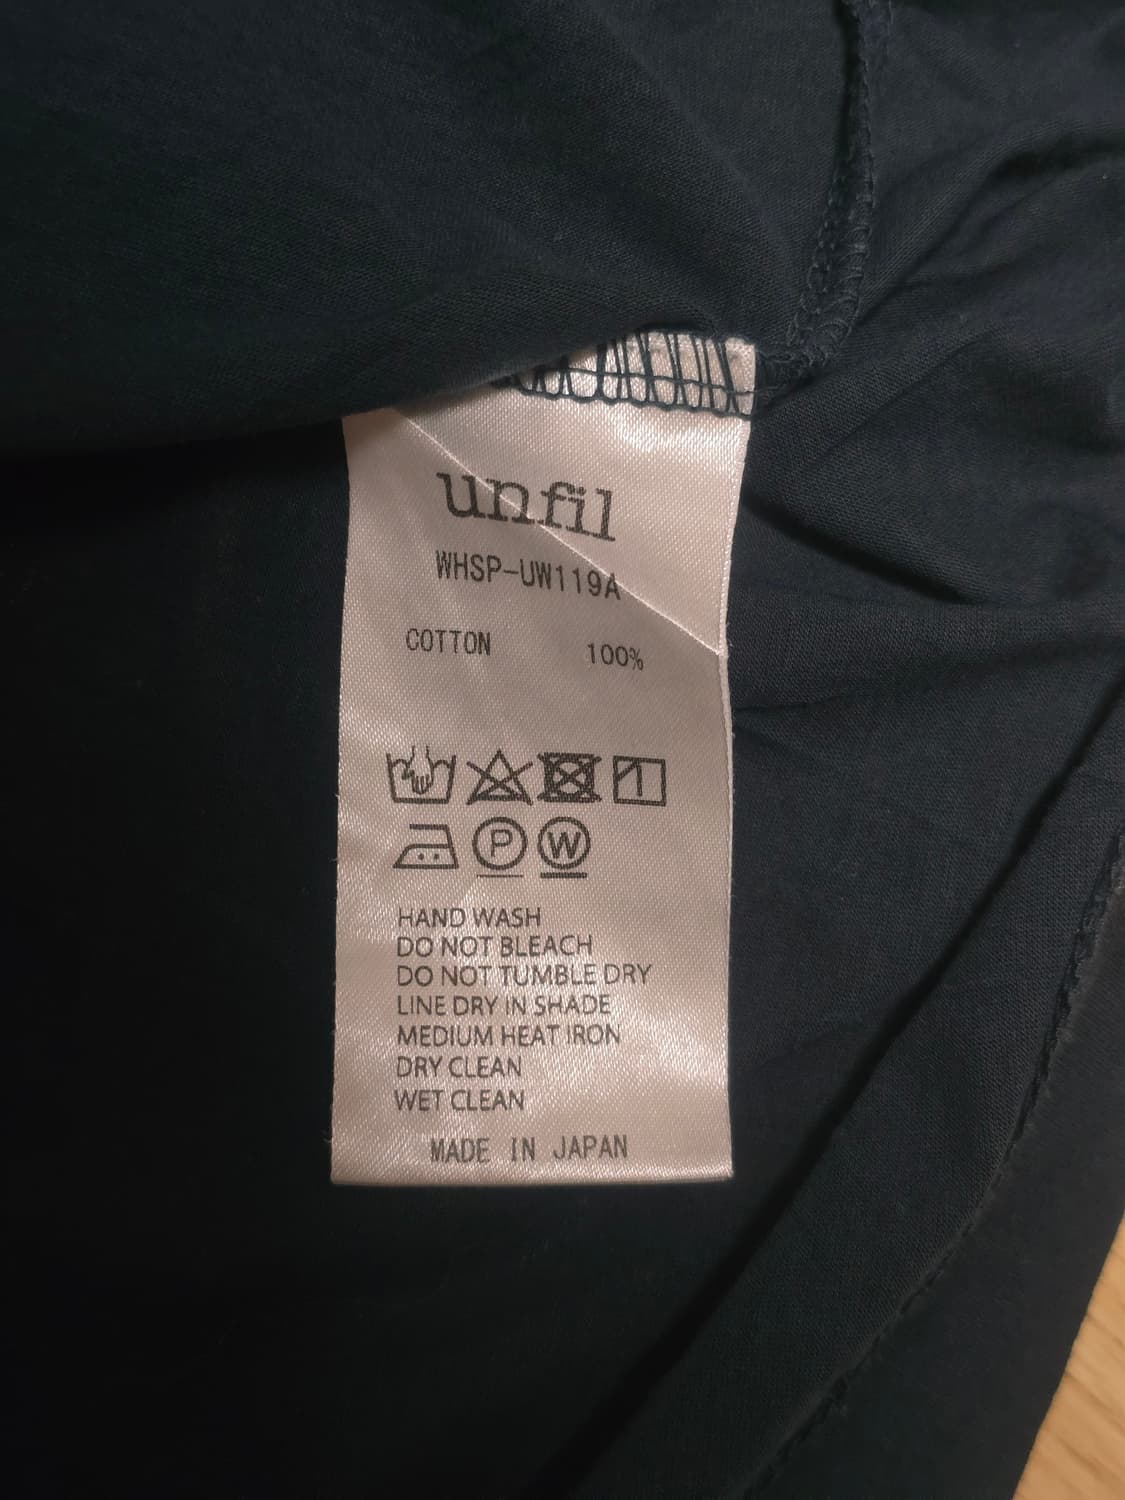 unfil
WHSP-UW119A
COTTON 100%
P W
HAND WASH
DO NOT BLEACH
DO NOT TUMBLE DRY
LINE DRY IN SHADE
MEDIUM HEAT IRON
DRY CLEAN
WET CLEAN
MADE IN JAPAN